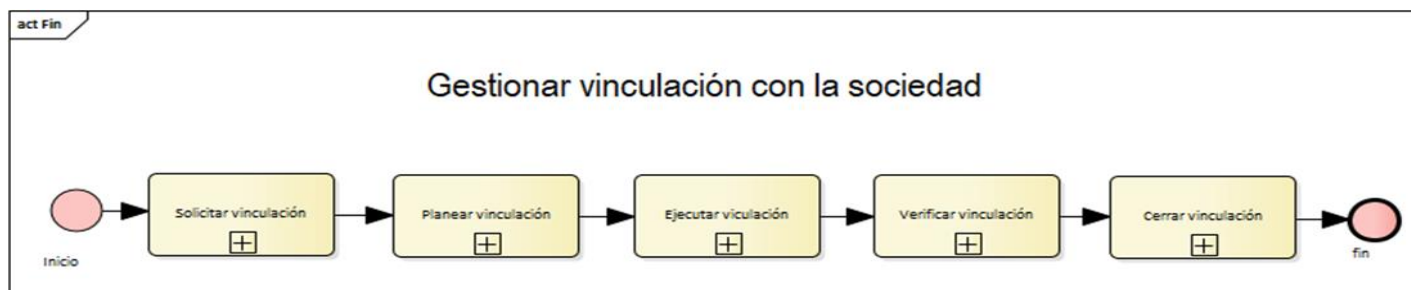 act Fin
Gestionar vinculación con la sociedad
Solicitar vinculación
Planear vinculación
Ejecutar viculación
Verificar vinculación
Cerrar vinculación
Inicio
fin